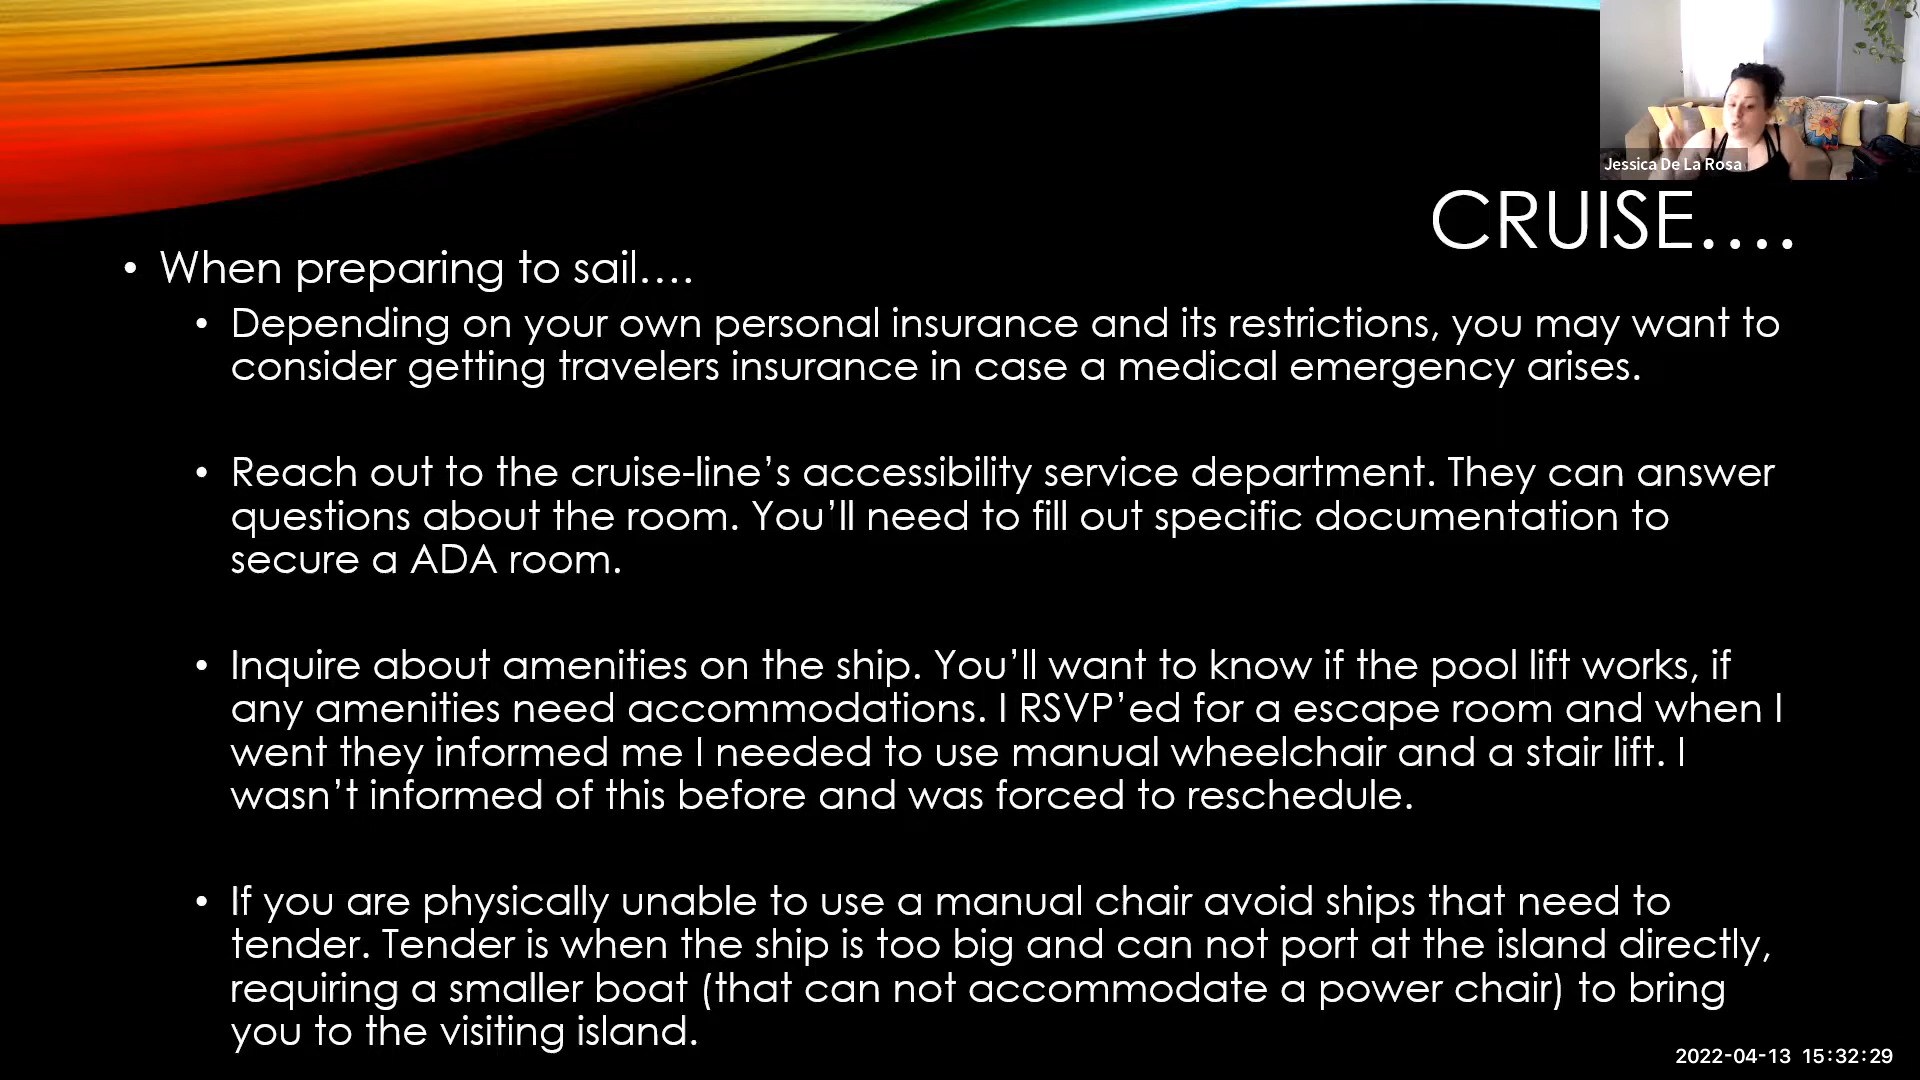 Jessica De La Rosa
CRUISE....
• When preparing to sail....
• Depending on your own personal insurance and its restrictions, you may want to
consider getting travelers insurance in case a medical emergency arises.
• Reach out to the cruise-line's accessibility service department. They can answer
questions about the room. You'll need to fill out specific documentation to
secure a ADA room.
• Inquire about amenities on the ship. You'll want to know if the pool lift works, if
any amenities need accommodations. I RSVP'ed for a escape room and when I
went they informed me I needed to use manual wheelchair and a stair lift. I
wasn't informed of this before and was forced to reschedule.
• If you are physically unable to use a manual chair avoid ships that need to
tender. Tender is when the ship is too big and can not port at the island directly,
requiring a smaller boat (that can not accommodate a power chair) to bring
you to the visiting island.
2022-04-13 15:32:29